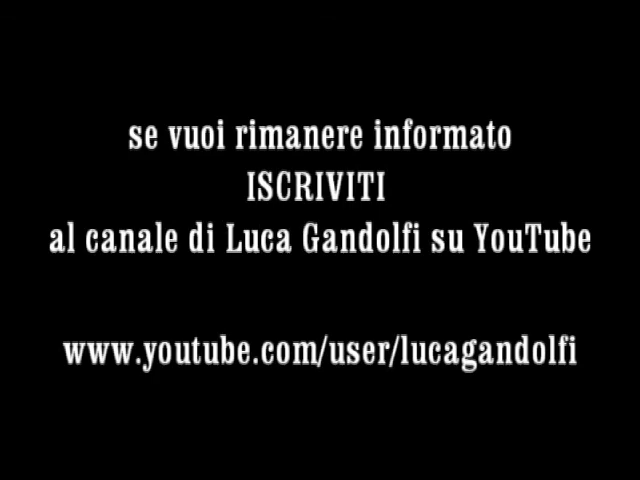 se vuoi rimanere informato
ISCRIVITI
al canale di Luca Gandolfi su YouTube
www.youtube.com/user/lucagandolfi